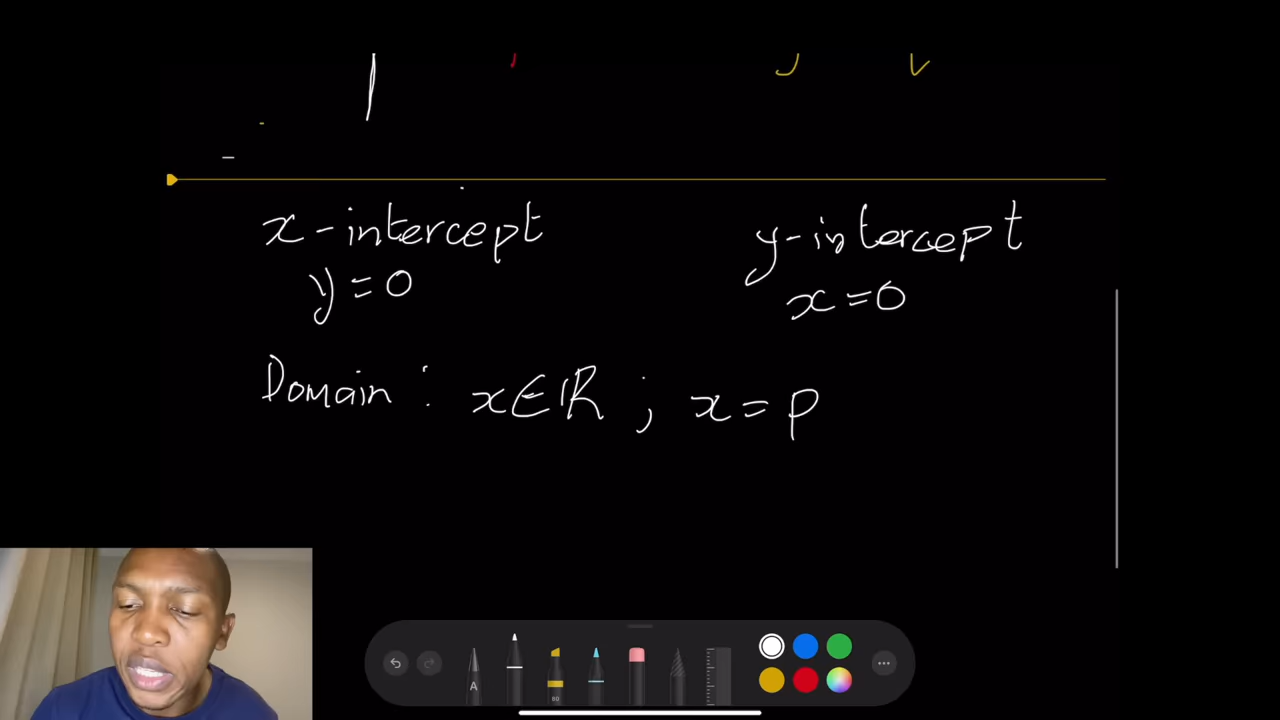 x-intercept
y-intercept
y=0
x=0
Domain : x∈ℝ ; x=p